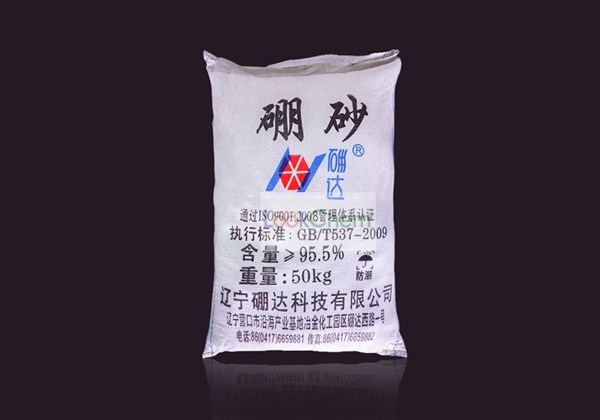 硼 砂
硼达®
通过ISO9001:2008管理体系认证
LookChem
执行标准: GB/T537-2009
含量≥95.5%
重量: 50kg
防潮
辽宁硼达科技有限公司
辽宁营口市沿海产业基地冶金化工园区硼达西路一号
电话:86(0417)6659881 传真:86(0417)6659882